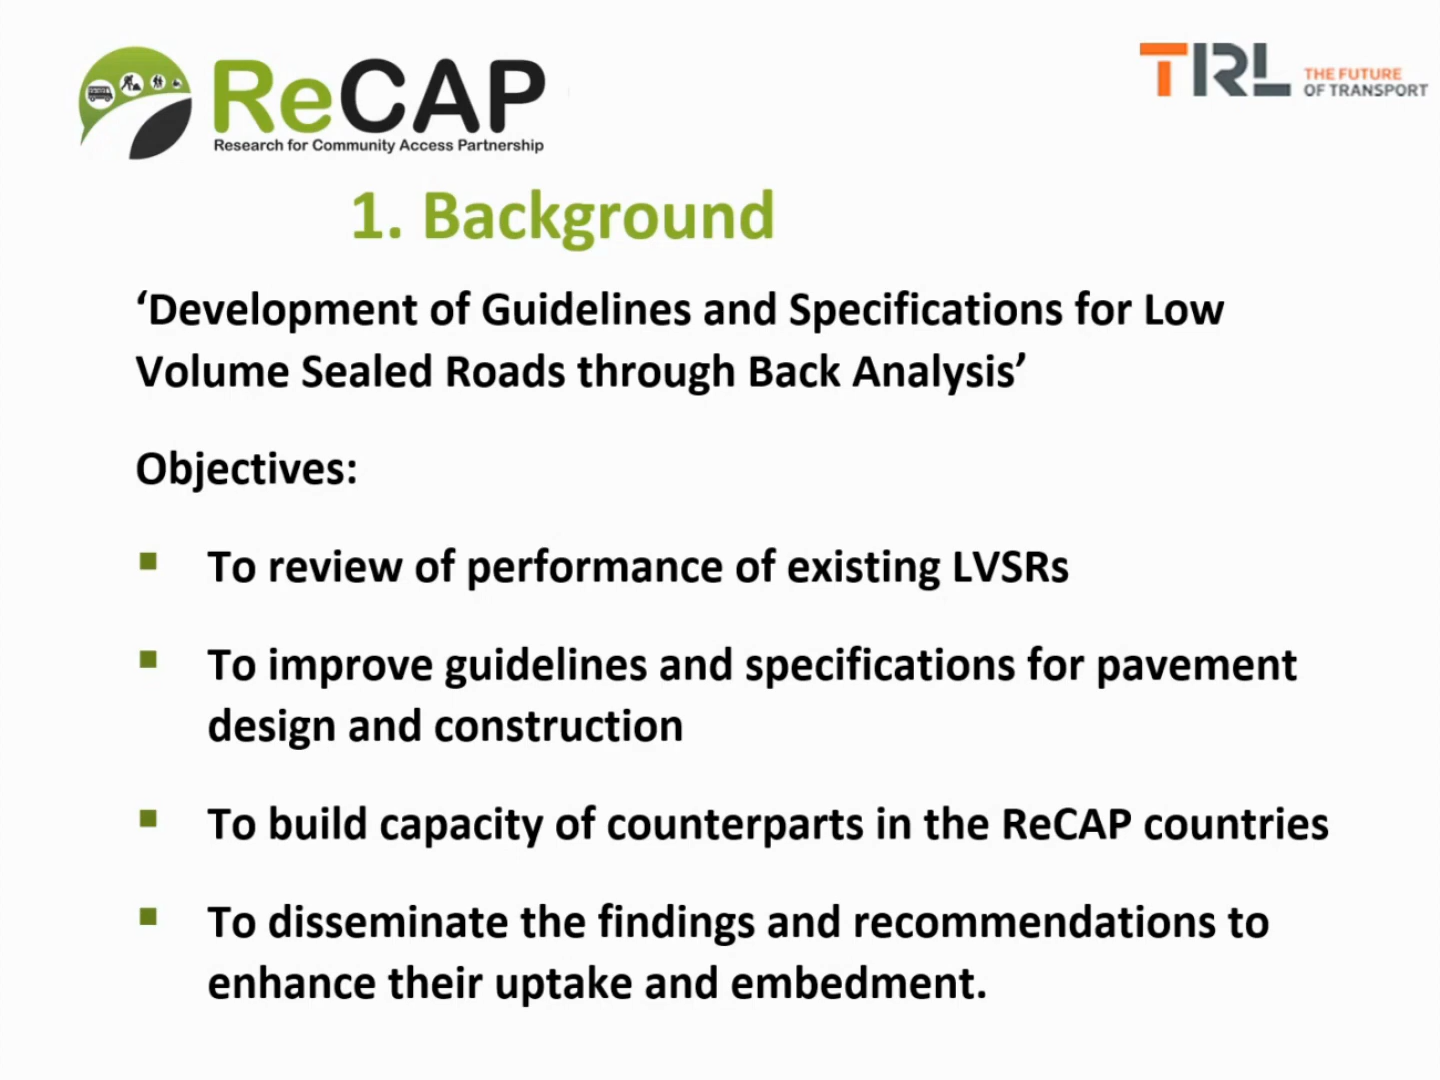 ReCAP
Research for Community Access Partnership
TRL THE FUTURE
OF TRANSPORT
1. Background
‘Development of Guidelines and Specifications for Low
Volume Sealed Roads through Back Analysis’
Objectives:
▪ To review of performance of existing LVSRs
▪ To improve guidelines and specifications for pavement
design and construction
▪ To build capacity of counterparts in the ReCAP countries
▪ To disseminate the findings and recommendations to
enhance their uptake and embedment.